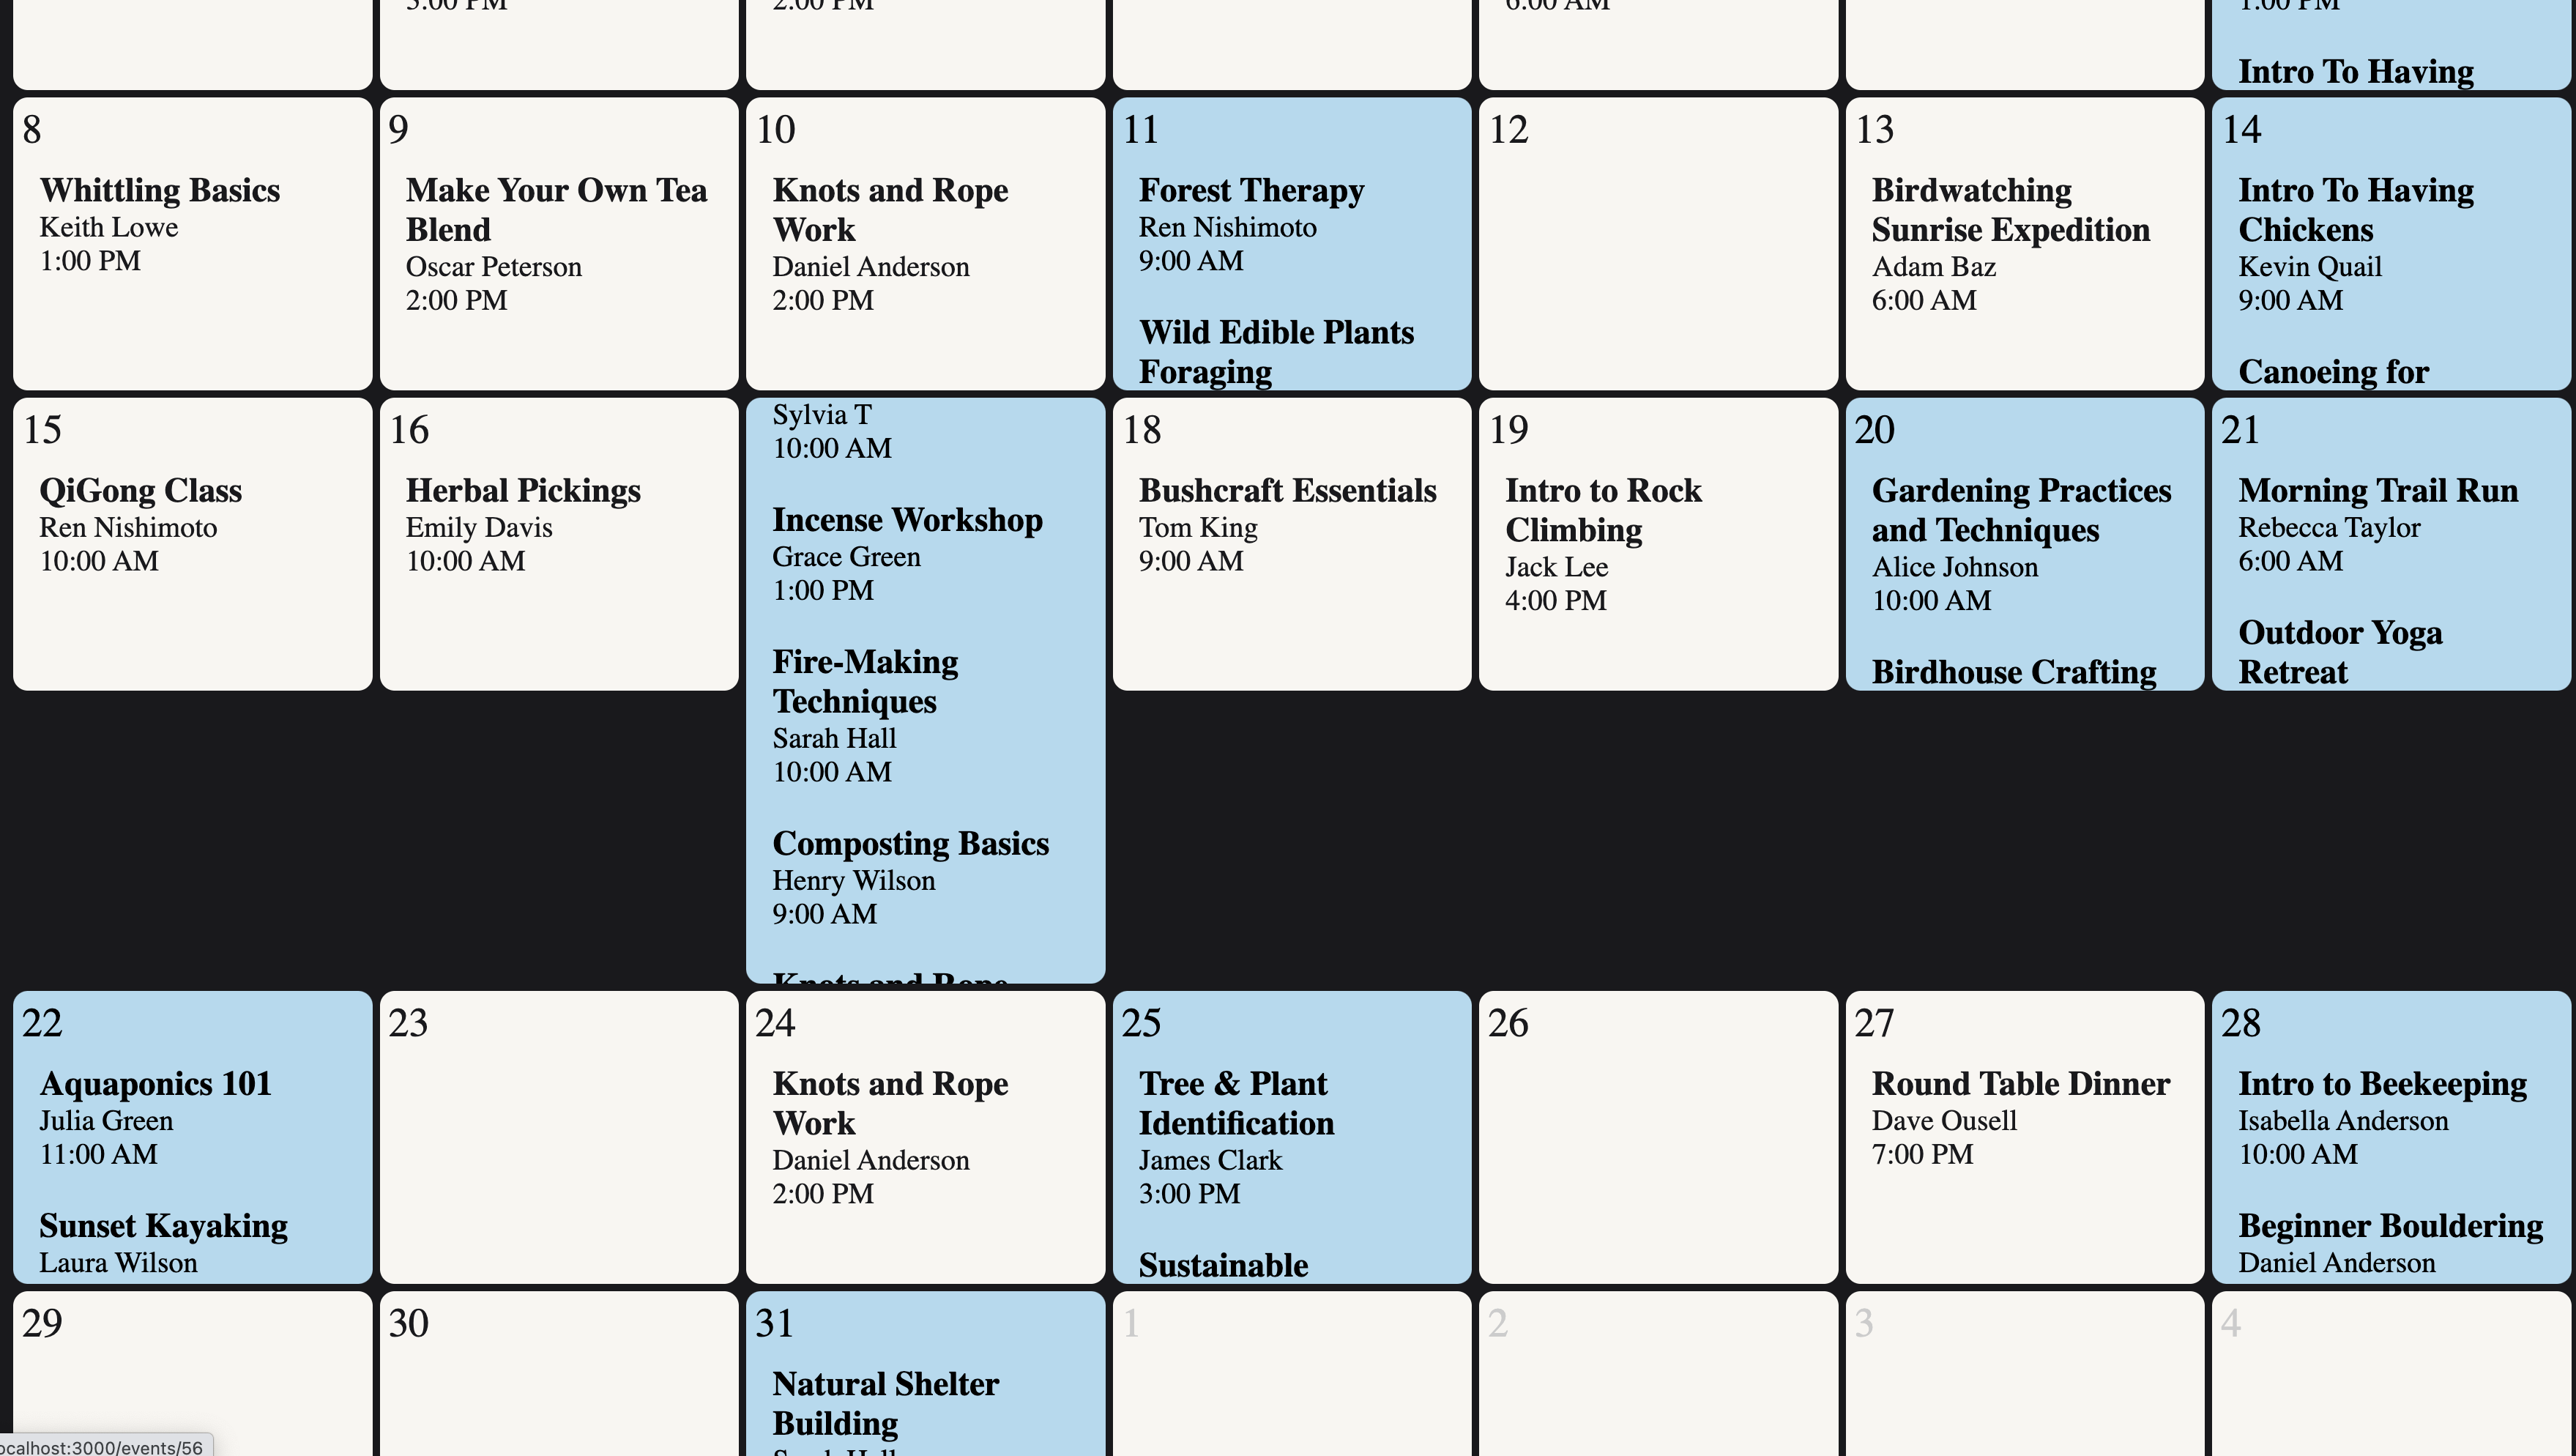 3:00 PM
2:00 PM
6:00 AM
1:00 PM
Intro To Having
8
Whittling Basics
Keith Lowe
1:00 PM
9
Make Your Own Tea
Blend
Oscar Peterson
2:00 PM
10
Knots and Rope
Work
Daniel Anderson
2:00 PM
11
Forest Therapy
Ren Nishimoto
9:00 AM
Wild Edible Plants
Foraging
12
13
Birdwatching
Sunrise Expedition
Adam Baz
6:00 AM
14
Intro To Having
Chickens
Kevin Quail
9:00 AM
Canoeing for
15
QiGong Class
Ren Nishimoto
10:00 AM
16
Herbal Pickings
Emily Davis
10:00 AM
Sylvia T
10:00 AM
Incense Workshop
Grace Green
1:00 PM
Fire-Making
Techniques
Sarah Hall
10:00 AM
Composting Basics
Henry Wilson
9:00 AM
Knots and Rope
18
Bushcraft Essentials
Tom King
9:00 AM
19
Intro to Rock
Climbing
Jack Lee
4:00 PM
20
Gardening Practices
and Techniques
Alice Johnson
10:00 AM
Birdhouse Crafting
21
Morning Trail Run
Rebecca Taylor
6:00 AM
Outdoor Yoga
Retreat
22
Aquaponics 101
Julia Green
11:00 AM
Sunset Kayaking
Laura Wilson
23
24
Knots and Rope
Work
Daniel Anderson
2:00 PM
25
Tree & Plant
Identification
James Clark
3:00 PM
Sustainable
26
27
Round Table Dinner
Dave Ousell
7:00 PM
28
Intro to Beekeeping
Isabella Anderson
10:00 AM
Beginner Bouldering
Daniel Anderson
29
30
31
Natural Shelter
Building
Sarah Hall
1
2
3
4
ocalhost:3000/events/56